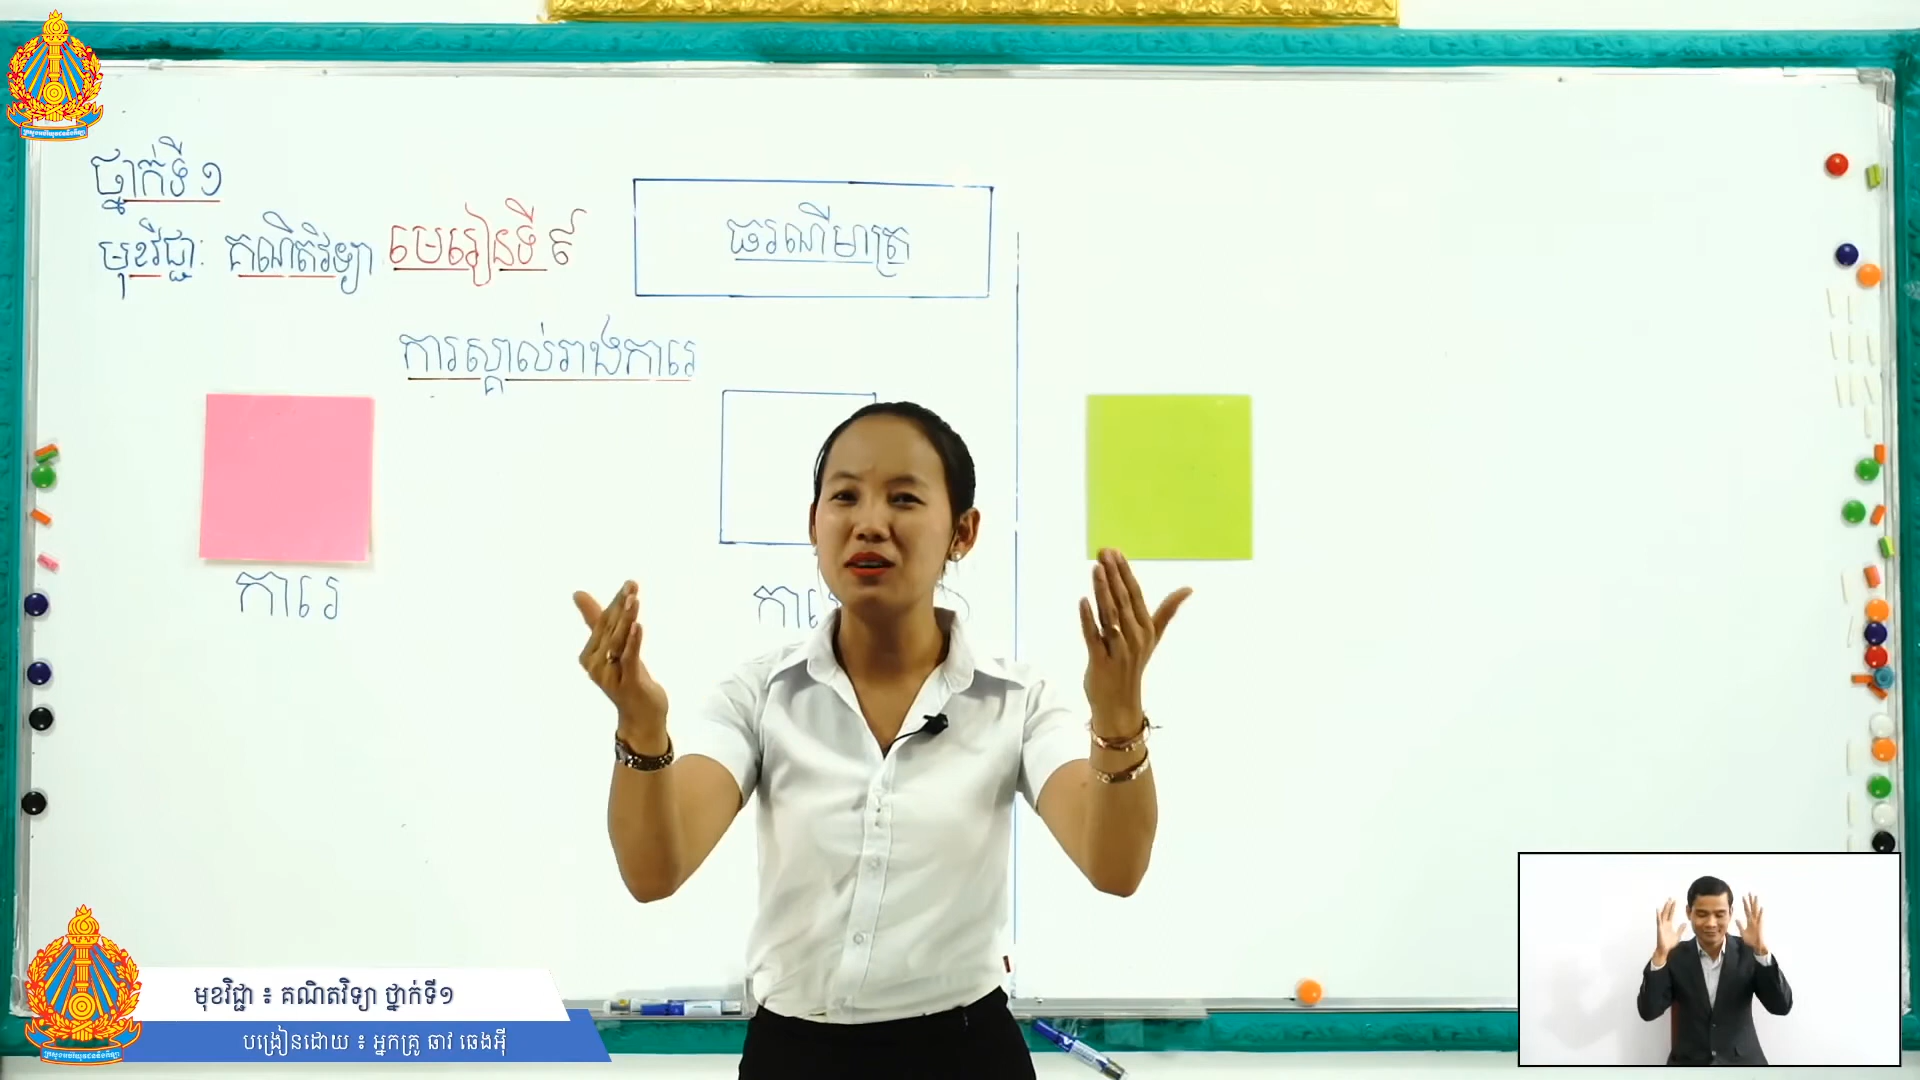 ថ្នាក់ទី ១
មុខវិជ្ជា: គណិតវិទ្យា មេរៀនទី ៩
ធរណីមាត្រ
ការស្គាល់រាងការេ
ការេ
មុខវិជ្ជា ៖ គណិតវិទ្យា ថ្នាក់ទី១
បង្រៀនដោយ ៖ អ្នកគ្រូ ឆាវ ឆេងអ៊ី